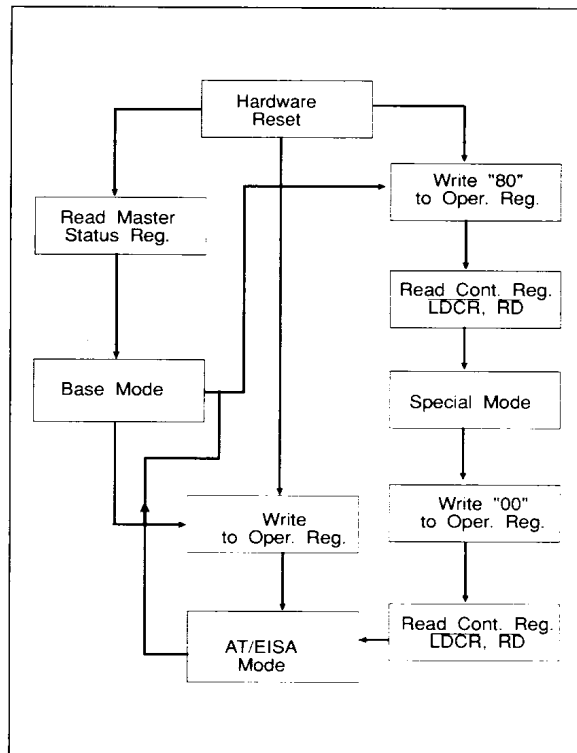 Hardware
Reset
Write "80"
to Oper. Reg.
Read Master
Status Reg.
Read Cont. Reg.
LDCR, RD
Base Mode
Special Mode
Write
to Oper. Reg.
Write "00"
to Oper. Reg.
AT/EISA
Mode
Read Cont. Reg.
LDCR, RD